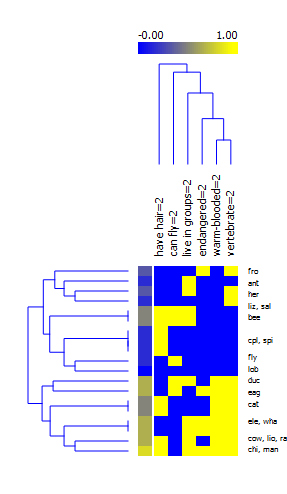 -0.00 1.00
have hair=2
can fly=2
live in groups=2
endangered=2
warm-blooded=2
vertebrate=2
fro
ant
her
liz, sal
bee
cpl, spi
fly
lob
duc
eag
cat
ele, wha
cow, lio, ra
chi, man